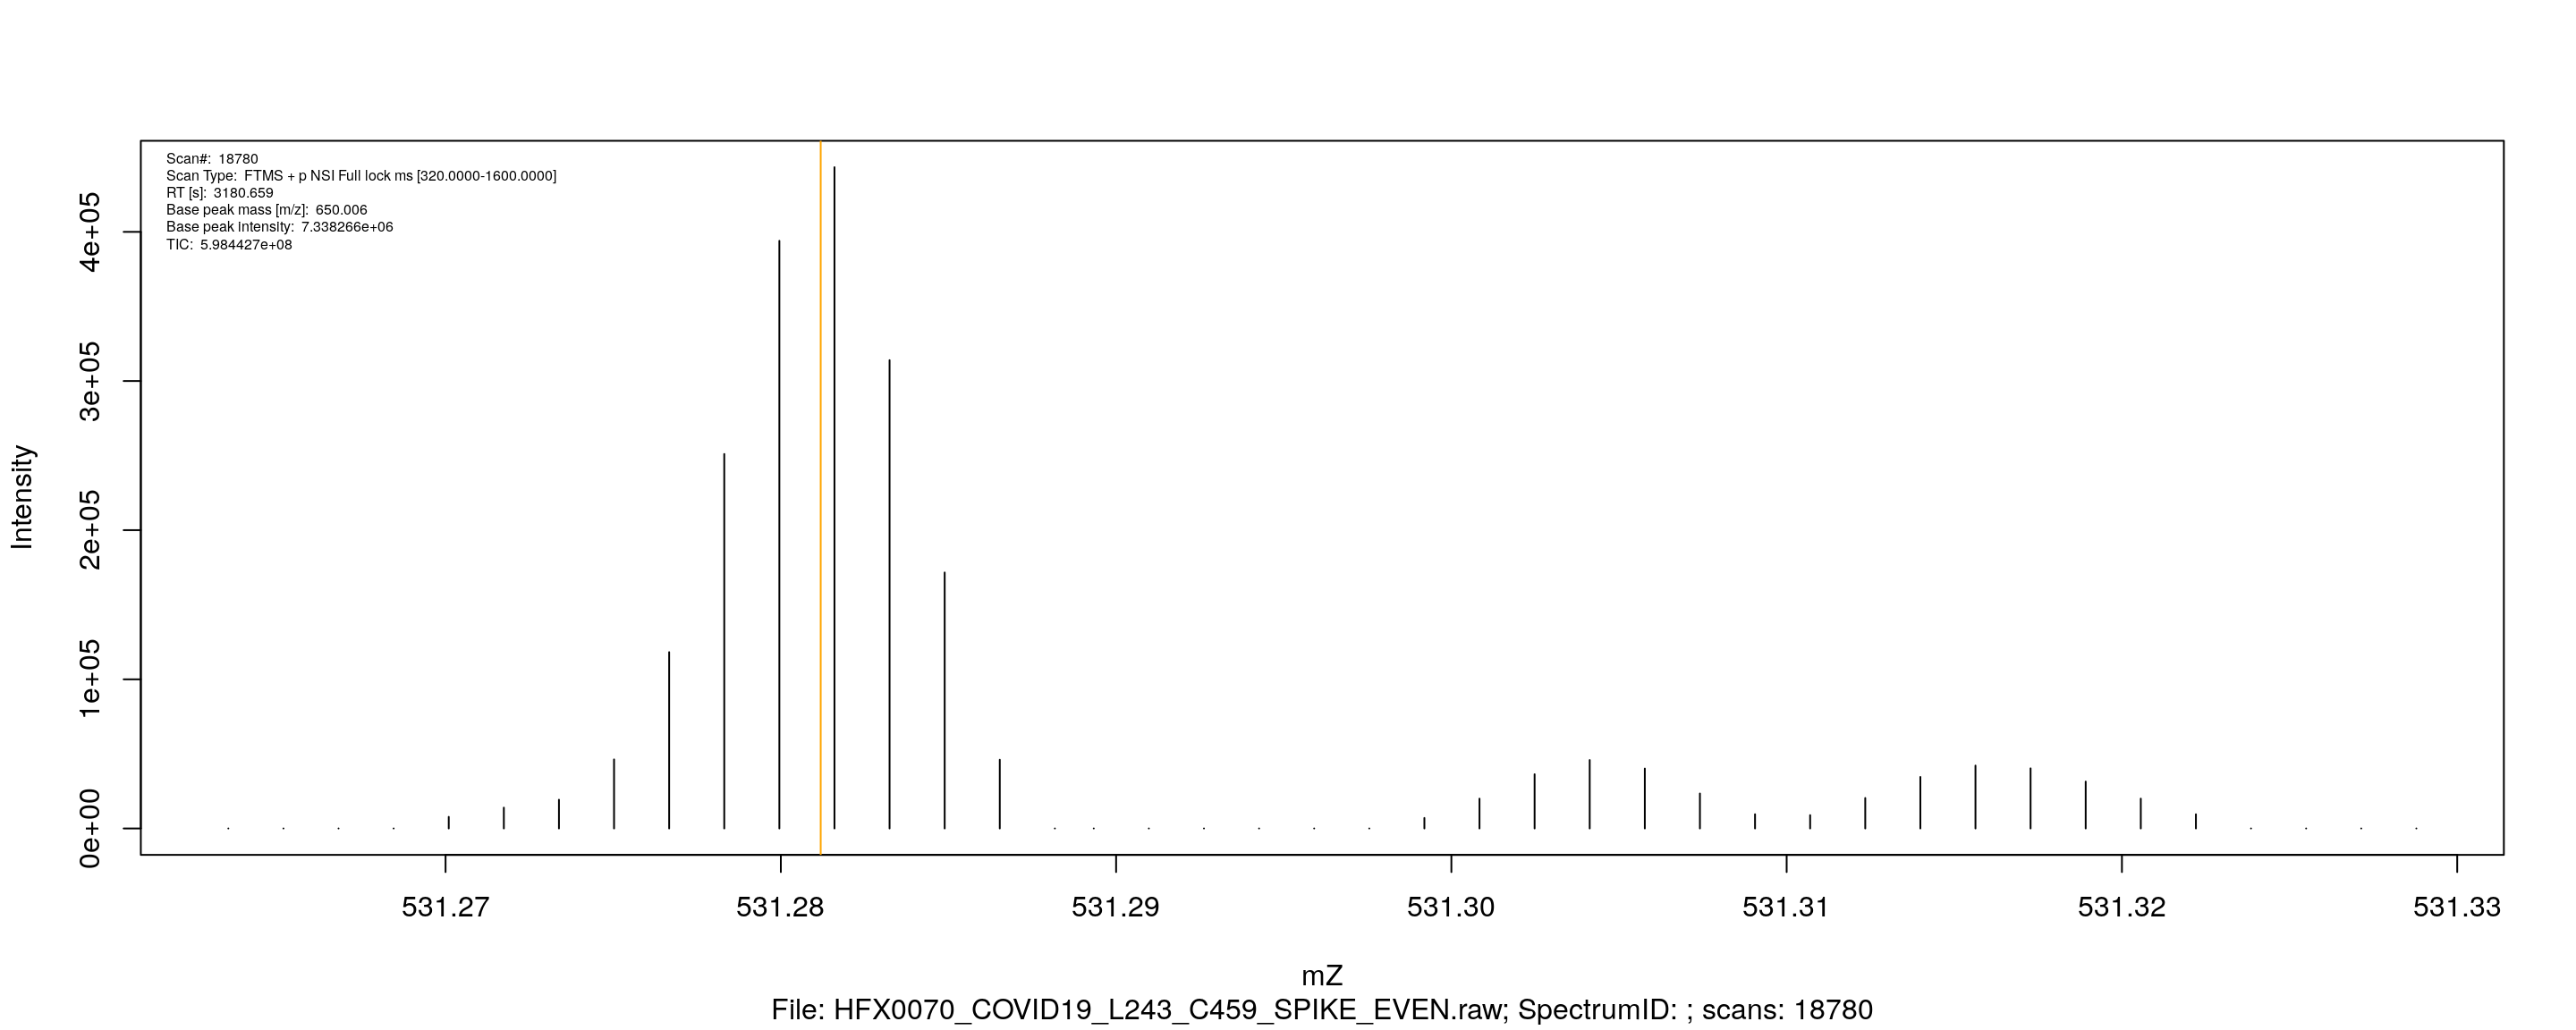 Scan#: 18780
Scan Type: FTMS + p NSI Full lock ms [320.0000-1600.0000]
RT [s]: 3180.659
Base peak mass [m/z]: 650.006
Base peak intensity: 7.338266e+06
TIC: 5.984427e+08
4e+05
3e+05
2e+05
1e+05
0e+00
Intensity
531.27 531.28 531.29 531.30 531.31 531.32 531.33
mZ
File: HFX0070_COVID19_L243_C459_SPIKE_EVEN.raw; SpectrumID: ; scans: 18780